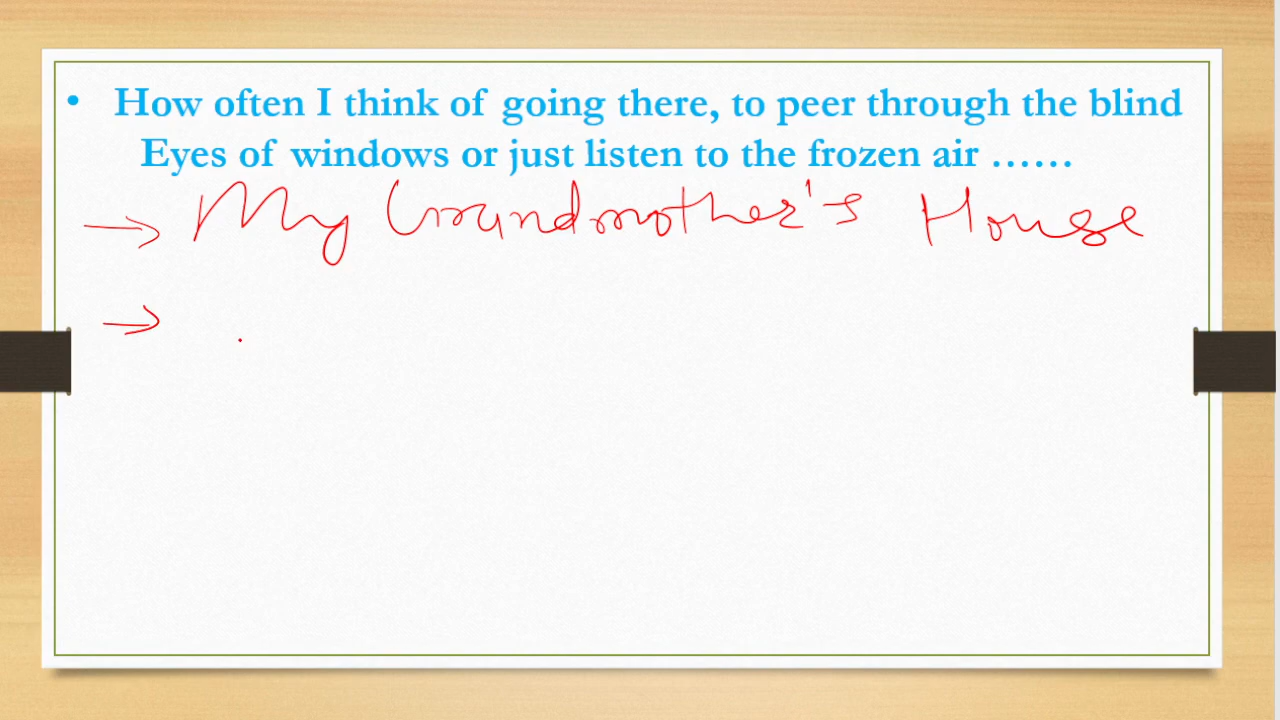 • How often I think of going there, to peer through the blind
Eyes of windows or just listen to the frozen air ......
→ My Grandmother's House
→